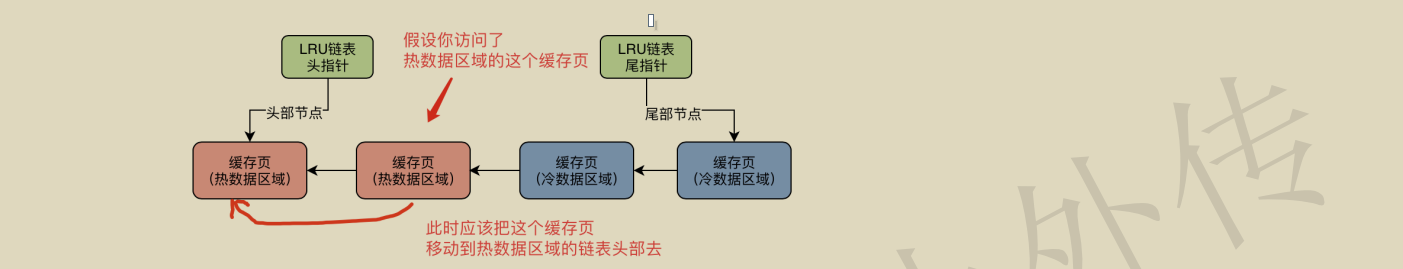 LRU链表
头指针
假设你访问了
热数据区域的这个缓存页
LRU链表
尾指针
头部节点
尾部节点
缓存页
(热数据区域)
缓存页
(热数据区域)
缓存页
(冷数据区域)
缓存页
(冷数据区域)
此时应该把这个缓存页
移动到热数据区域的链表头部去
外传